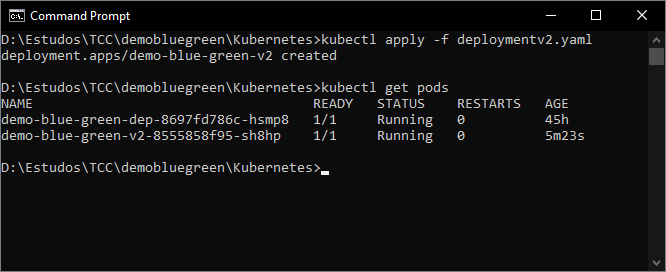 Command Prompt
D:\Estudos\TCC\demobluegreen\Kubernetes>kubectl apply -f deploymentv2.yaml
deployment.apps/demo-blue-green-v2 created
D:\Estudos\TCC\demobluegreen\Kubernetes>kubectl get pods
NAME READY STATUS RESTARTS AGE
demo-blue-green-dep-8697fd786c-hsmp8 1/1 Running 0 45h
demo-blue-green-v2-8555858f95-sh8hp 1/1 Running 0 5m23s
D:\Estudos\TCC\demobluegreen\Kubernetes>